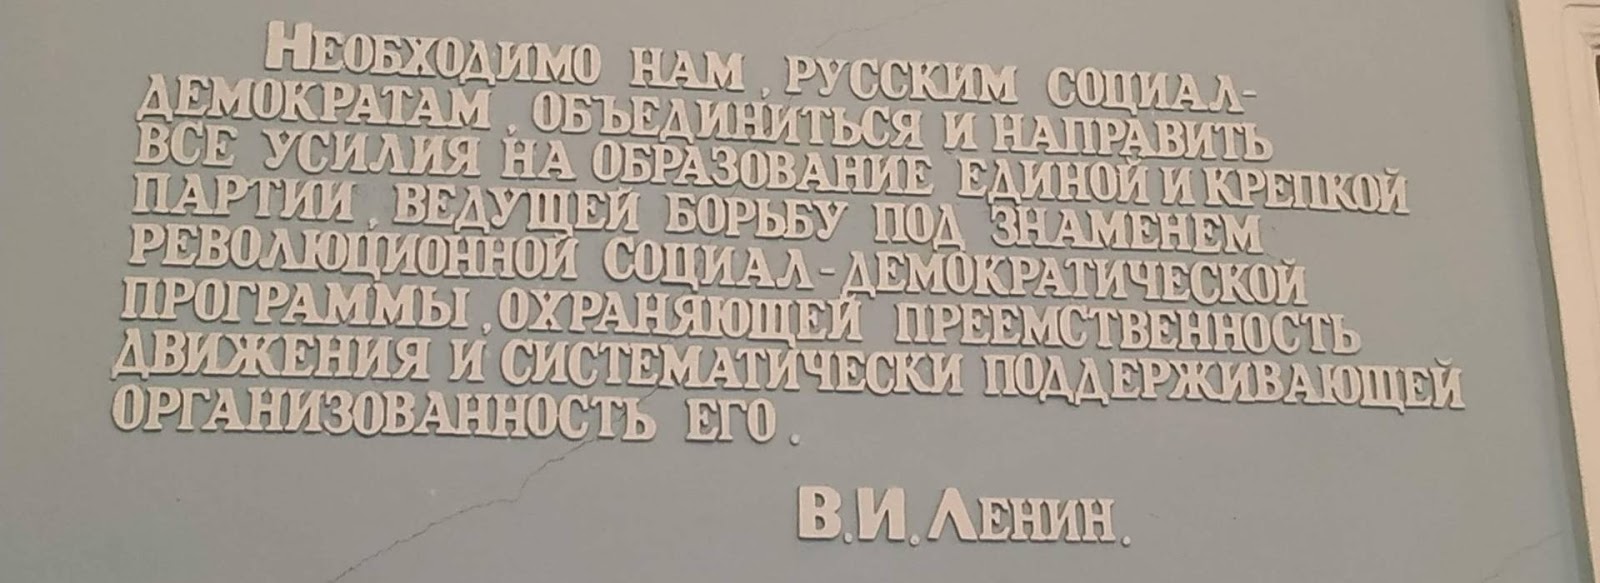 Необходимо нам, русским социал-
демократам, объединиться и направить
все усилия на образование единой и крепкой
партии, ведущей борьбу под знаменем
революционной социал-демократической
программы, охраняющей преемственность
движения и систематически поддерживающей
организованность его.
В.И. Ленин.